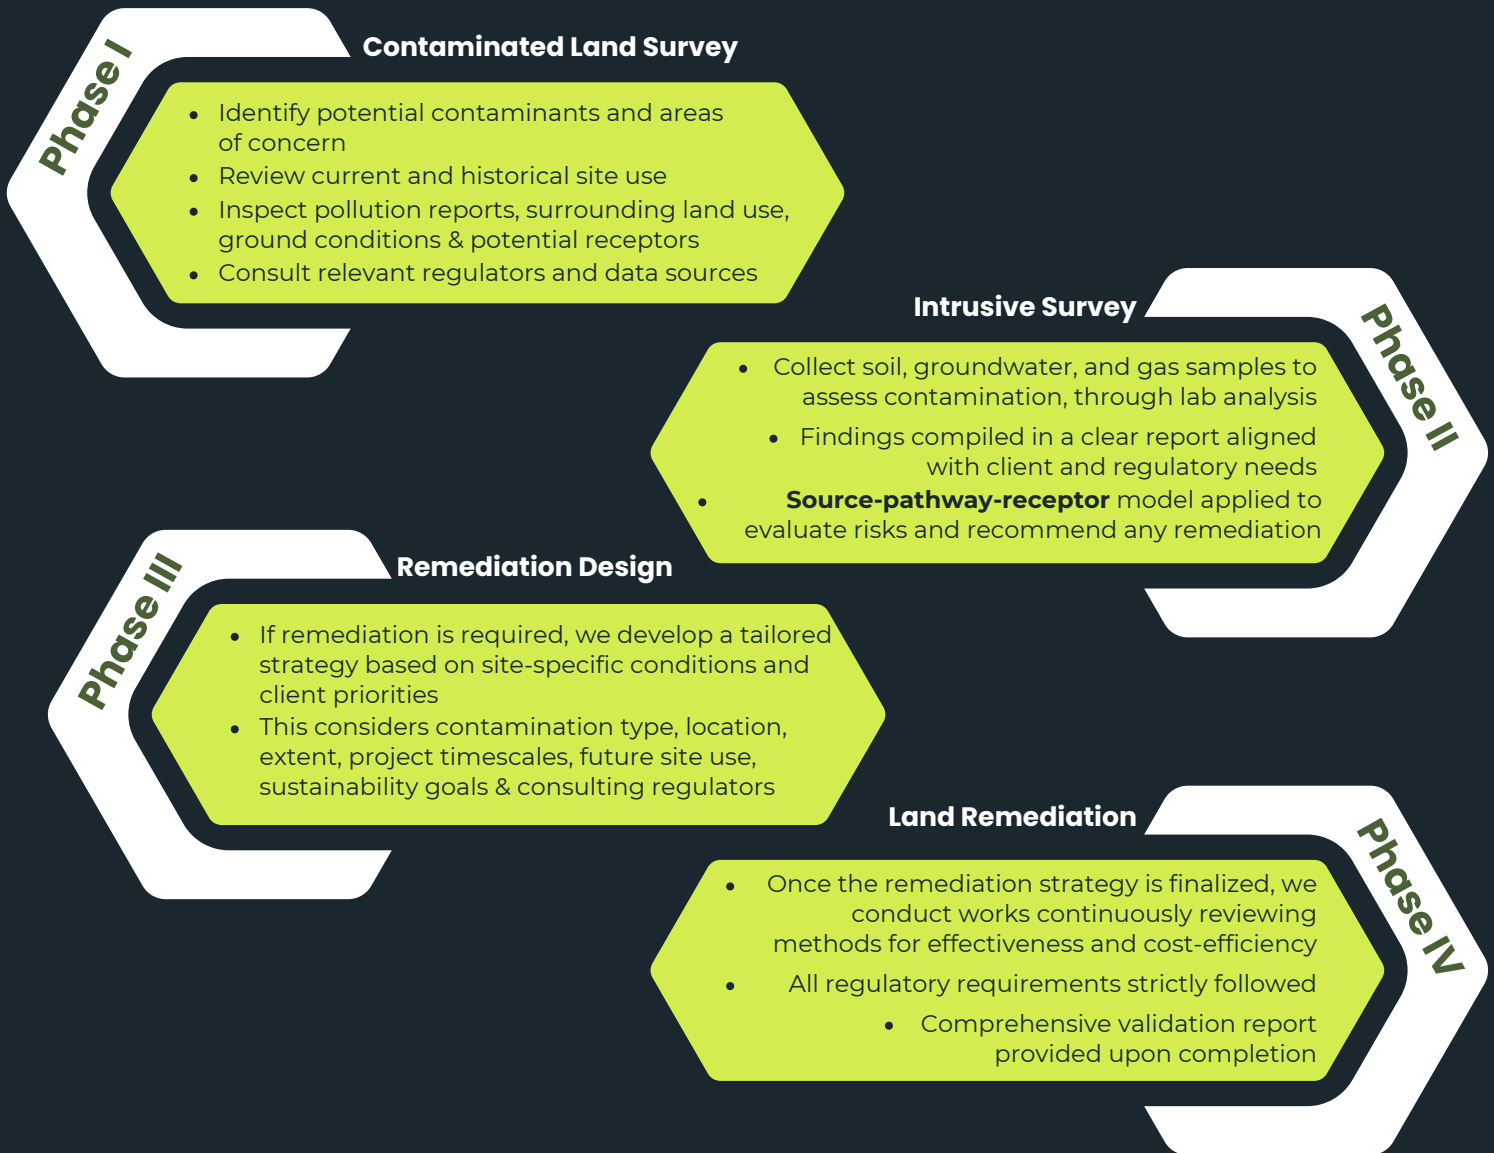 Phase I
Contaminated Land Survey
• Identify potential contaminants and areas
of concern
• Review current and historical site use
• Inspect pollution reports, surrounding land use,
ground conditions & potential receptors
• Consult relevant regulators and data sources
Phase II
Intrusive Survey
• Collect soil, groundwater, and gas samples to
assess contamination, through lab analysis
• Findings compiled in a clear report aligned
with client and regulatory needs
• Source-pathway-receptor model applied to
evaluate risks and recommend any remediation
Phase III
Remediation Design
• If remediation is required, we develop a tailored
strategy based on site-specific conditions and
client priorities
• This considers contamination type, location,
extent, project timescales, future site use,
sustainability goals & consulting regulators
Phase IV
Land Remediation
• Once the remediation strategy is finalized, we
conduct works continuously reviewing
methods for effectiveness and cost-efficiency
• All regulatory requirements strictly followed
• Comprehensive validation report
provided upon completion